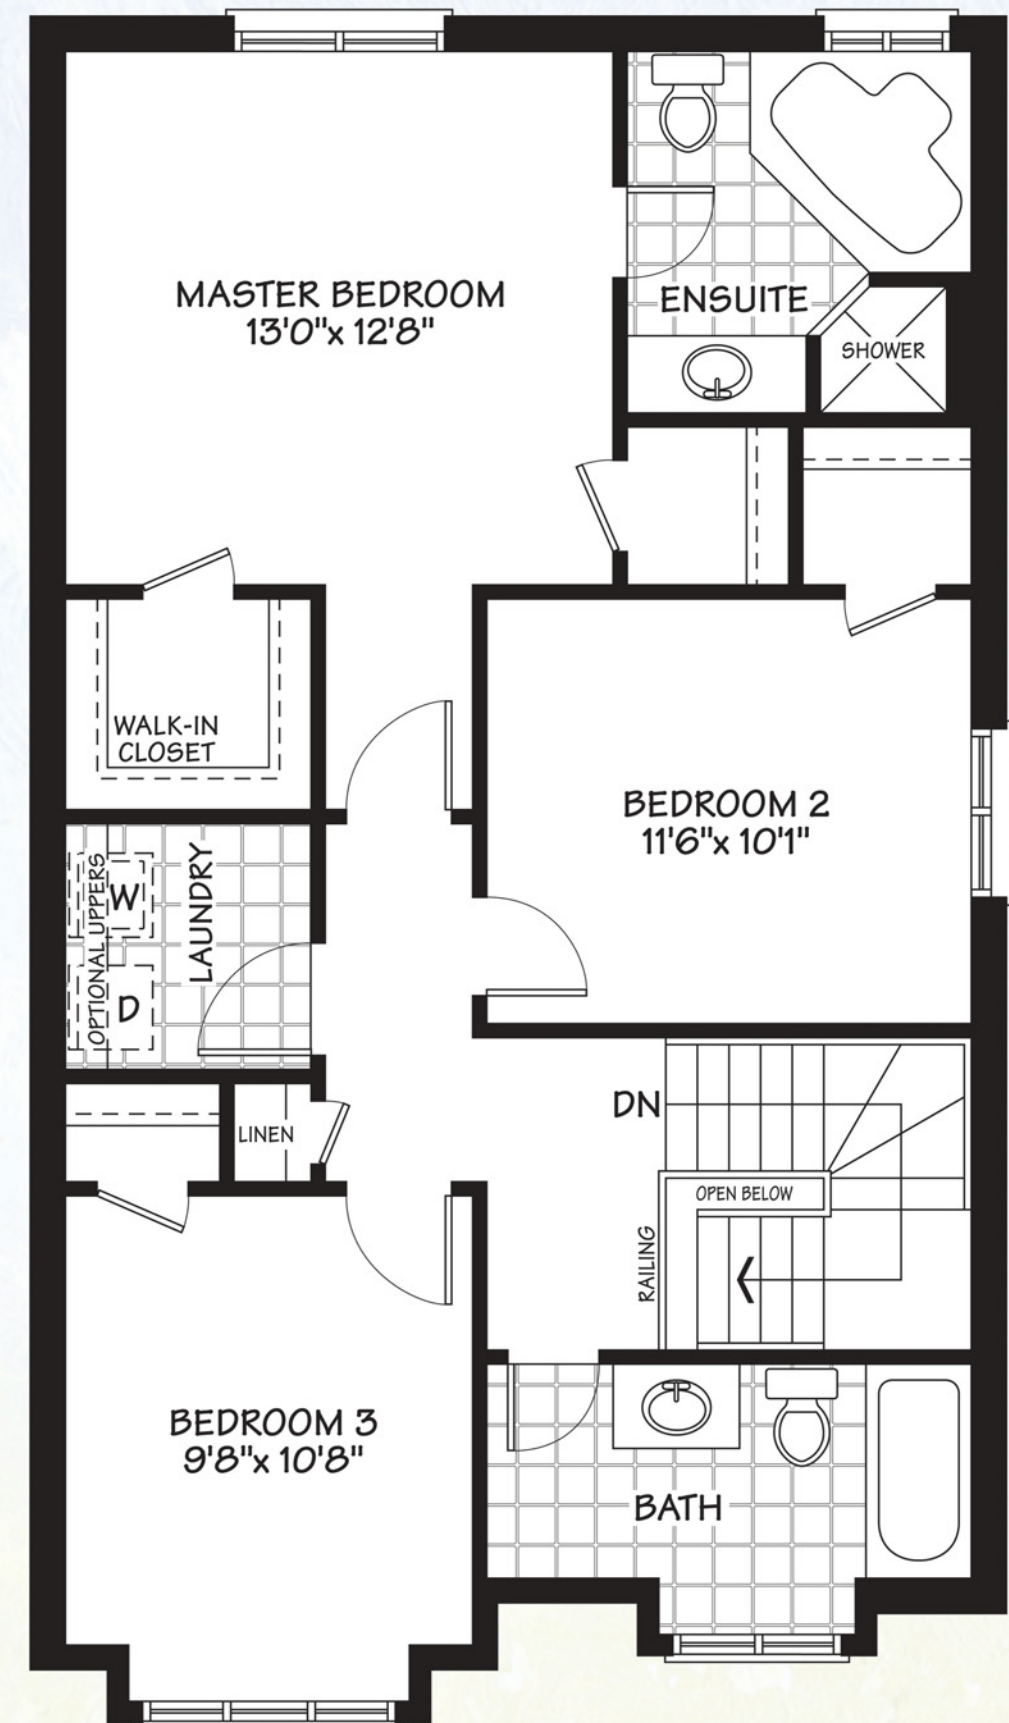 MASTER BEDROOM
13'0"x 12'8"
ENSUITE
SHOWER
WALK-IN
CLOSET
BEDROOM 2
11'6"x 10'1"
OPTIONAL UPPERS
W
D
LAUNDRY
LINEN
DN
OPEN BELOW
RAILING
BEDROOM 3
9'8"x 10'8"
BATH